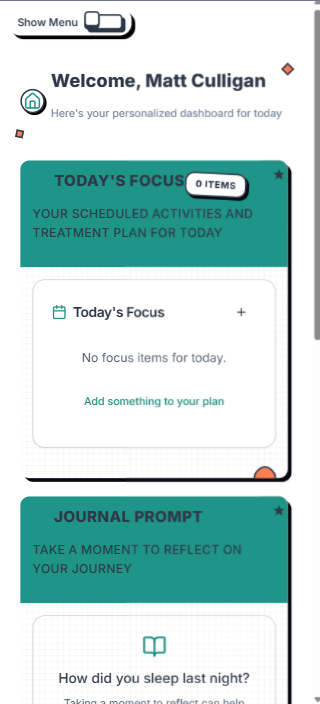 Show Menu
Welcome, Matt Culligan
Here's your personalized dashboard for today
TODAY'S FOCUS
0 ITEMS
YOUR SCHEDULED ACTIVITIES AND
TREATMENT PLAN FOR TODAY
Today's Focus
No focus items for today.
Add something to your plan
JOURNAL PROMPT
TAKE A MOMENT TO REFLECT ON
YOUR JOURNEY
How did you sleep last night?
Taking a moment to reflect can help